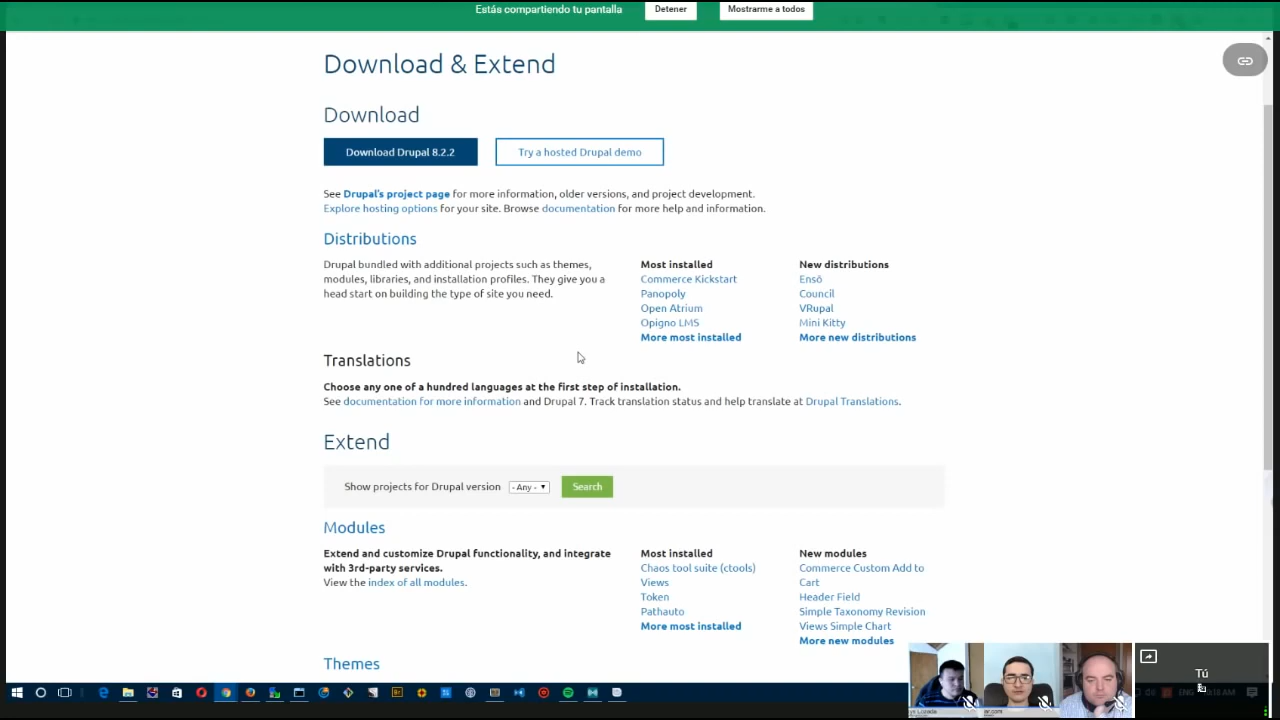 Estás compartiendo tu pantalla
Detener
Mostrarme a todos
Download & Extend
Download
Download Drupal 8.2.2
Try a hosted Drupal demo
See Drupal's project page for more information, older versions, and project development.
Explore hosting options for your site. Browse documentation for more help and information.
Distributions
Drupal bundled with additional projects such as themes,
modules, libraries, and installation profiles. They give you a
head start on building the type of site you need.
Most installed
Commerce Kickstart
Panopoly
Open Atrium
Opigno LMS
More most installed
New distributions
Ensō
Council
VRupal
Mini Kitty
More new distributions
Translations
Choose any one of a hundred languages at the first step of installation.
See documentation for more information and Drupal 7. Track translation status and help translate at Drupal Translations.
Extend
Show projects for Drupal version
- Any -
Search
Modules
Extend and customize Drupal functionality, and integrate
with 3rd-party services.
View the index of all modules.
Most installed
Chaos tool suite (ctools)
Views
Token
Pathauto
More most installed
New modules
Commerce Custom Add to
Cart
Header Field
Simple Taxonomy Revision
Views Simple Chart
More new modules
Themes
Tú